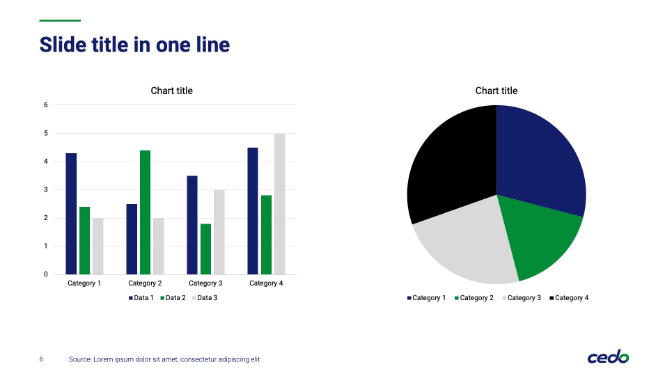 Slide title in one line
Chart title
6
5
4
3
2
1
0
Category 1 Category 2 Category 3 Category 4
Data 1 Data 2 Data 3
Chart title
Category 1 Category 2 Category 3 Category 4
6 Source: Lorem ipsum dolor sit amet, consectetur adipiscing elit
cedo